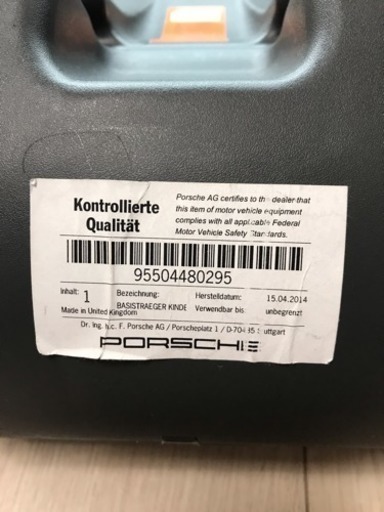 Kontrollierte
Qualität
Porsche AG certifies to the dealer that
this item of motor vehicle equipment
complies with all applicable Federal
Motor Vehicle Safety Standards.
95504480295
Inhalt: 1 Bezeichnung: Herstelldatum: 15.04.2014
BASISTRAEGER KINDE Verwendbar bis: unbegrenzt
Made in United Kingdom
Dr. Ing. h.c. F. Porsche AG / Porscheplatz 1 / D-70435 Stuttgart
PORSCHE